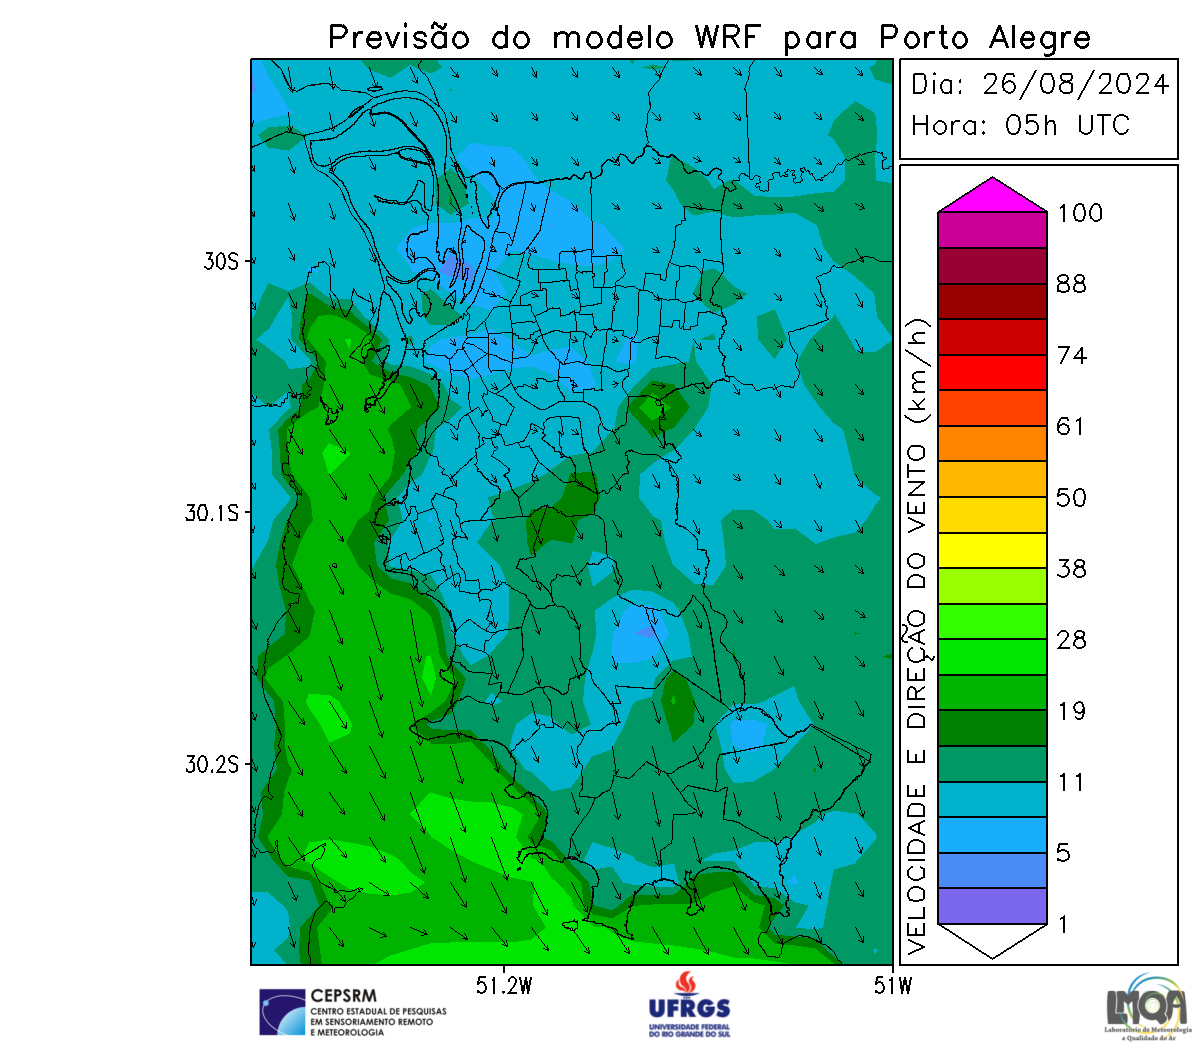 Previsão do modelo WRF para Porto Alegre
Dia: 26/08/2024
Hora: 05h UTC
VELOCIDADE E DIREÇÃO DO VENTO (km/h)
100
88
74
61
50
38
28
19
11
5
1
30S
30.1S
30.2S
51.2W
51W
CEPSRM
CENTRO ESTADUAL DE PESQUISAS
EM SENSORIAMENTO REMOTO
E METEOROLOGIA
UFRGS
UNIVERSIDADE FEDERAL
DO RIO GRANDE DO SUL
LMQA
Laboratório de Meteorologia
e Qualidade do Ar